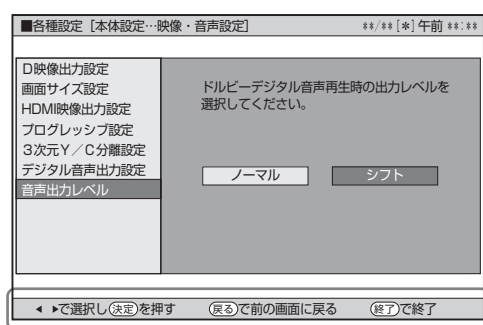 ■各種設定［本体設定…映像・音声設定］ **/**[*]午前 **:**
D映像出力設定
画面サイズ設定
HDMI映像出力設定
プログレッシブ設定
3次元Y／C分離設定
デジタル音声出力設定
音声出力レベル
ドルビーデジタル音声再生時の出力レベルを
選択してください。
ノーマル シフト
◀ ▶で選択し決定を押す 戻るで前の画面に戻る 終了で終了